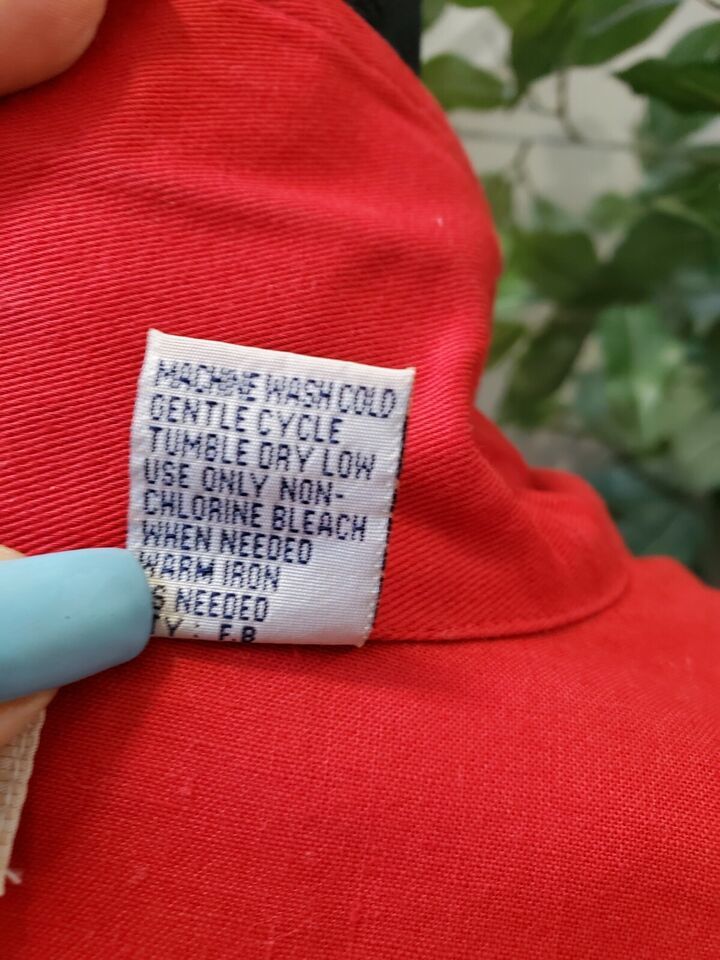 MACHINE WASH COLD
GENTLE CYCLE
TUMBLE DRY LOW
USE ONLY NON-
CHLORINE BLEACH
WHEN NEEDED
WARM IRON
S NEEDED
Y: F.B